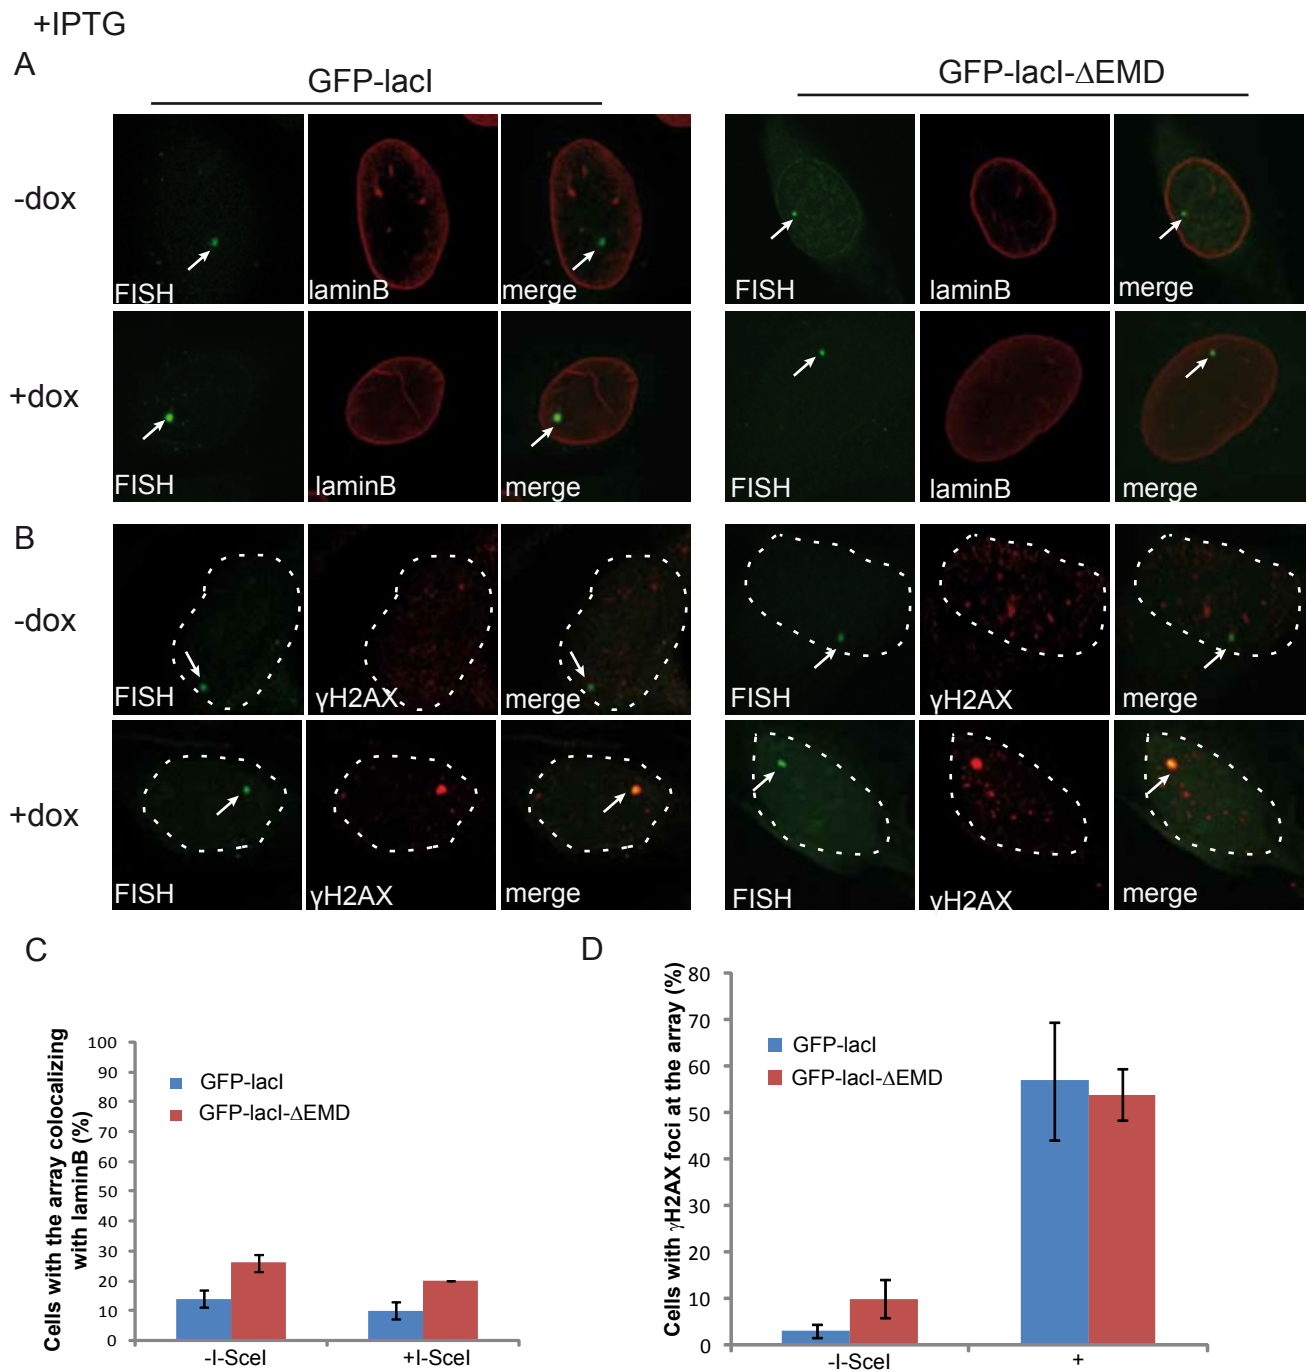 +IPTG
A
GFP-lacI
GFP-lacI-ΔEMD
-dox
FISH
laminB
merge
FISH
laminB
merge
+dox
FISH
laminB
merge
FISH
laminB
merge
B
-dox
FISH
γH2AX
merge
FISH
γH2AX
merge
+dox
FISH
γH2AX
merge
FISH
γH2AX
merge
C
Cells with the array colocalizing
with laminB (%)
100
90
80
70
60
50
40
30
20
10
0
GFP-lacI
GFP-lacI-ΔEMD
-I-SceI
+I-SceI
D
Cells with γH2AX foci at the array (%)
80
70
60
50
40
30
20
10
0
GFP-lacI
GFP-lacI-ΔEMD
-I-SceI
+